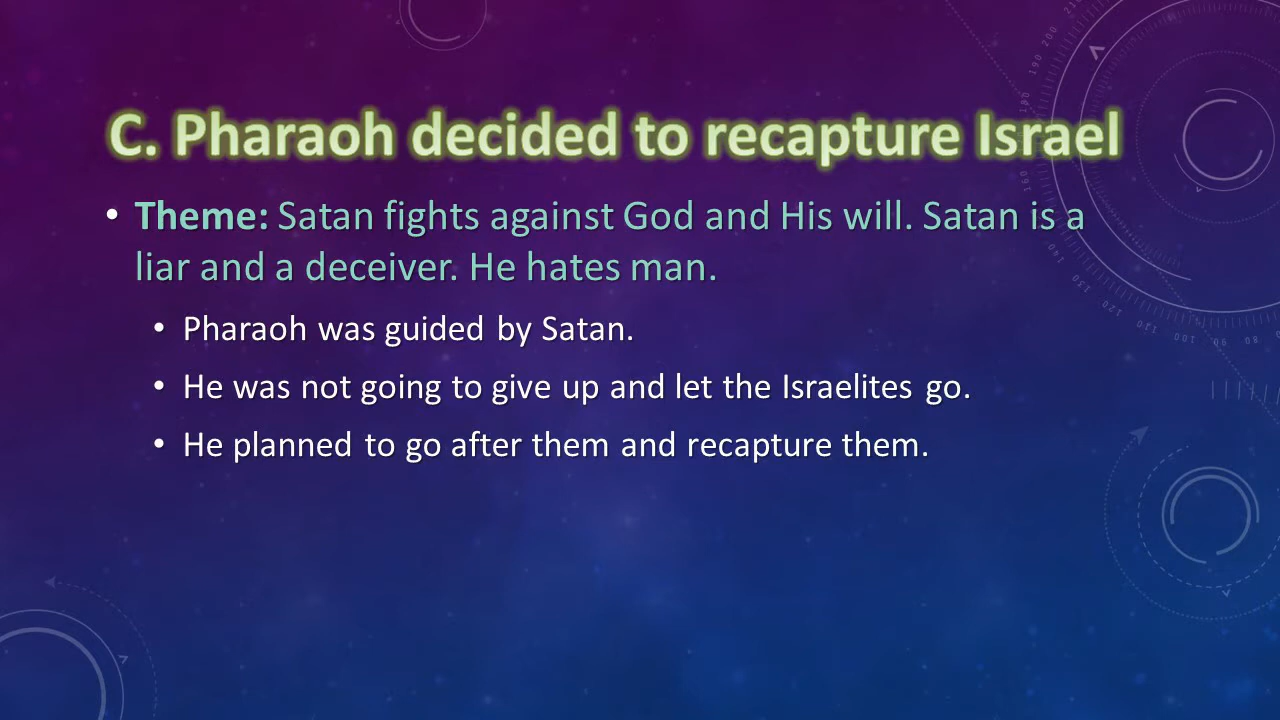 C. Pharaoh decided to recapture Israel
• Theme: Satan fights against God and His will. Satan is a
liar and a deceiver. He hates man.
• Pharaoh was guided by Satan.
• He was not going to give up and let the Israelites go.
• He planned to go after them and recapture them.